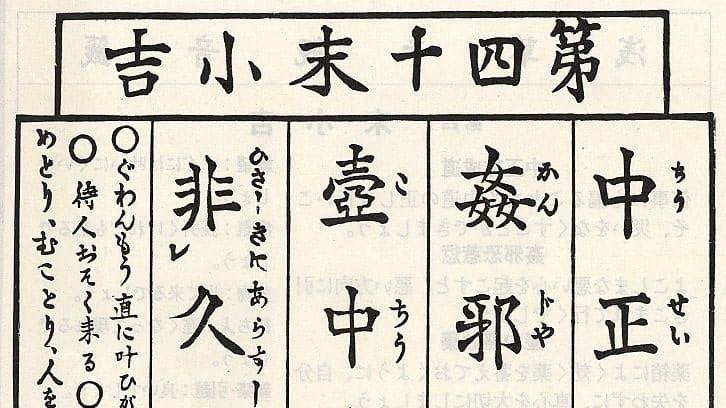 第四十末小吉
中正
ちう せい
姦邪
かん じや
壺中
こ ちう
非レ久
ひさしきにあらす
○ぐわんもう 直に叶ひが
○待人おそく来る○
めとり、むことり、人を